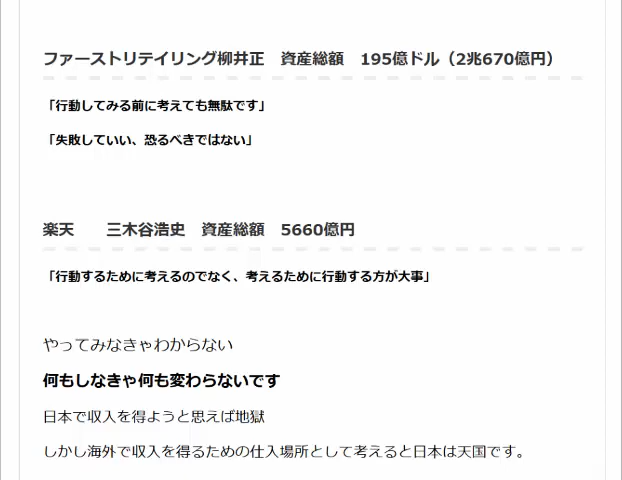 ファーストリテイリング柳井正　資産総額　195億ドル（2兆670億円）
「行動してみる前に考えても無駄です」
「失敗していい、恐るべきではない」
楽天　　三木谷浩史　資産総額　5660億円
「行動するために考えるのでなく、考えるために行動する方が大事」
やってみなきゃわからない
何もしなきゃ何も変わらないです
日本で収入を得ようと思えば地獄
しかし海外で収入を得るための仕入場所として考えると日本は天国です。